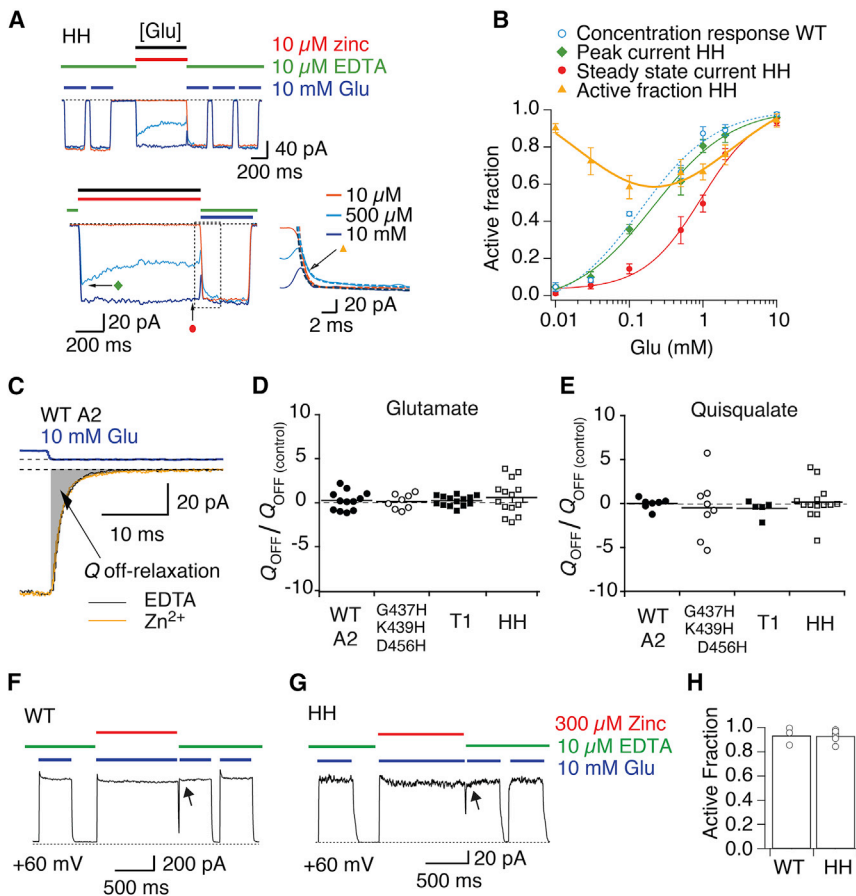 A
HH
[Glu]
10 µM zinc
10 µM EDTA
10 mM Glu
40 pA
200 ms
10 µM
500 µM
10 mM
20 pA
200 ms
20 pA
2 ms
B
Concentration response WT
Peak current HH
Steady state current HH
Active fraction HH
Active fraction
1.0
0.8
0.6
0.4
0.2
0.0
0.01
0.1
1
10
Glu (mM)
C
WT A2
10 mM Glu
20 pA
10 ms
Q off-relaxation
EDTA
Zn2+
D
Glutamate
QOFF / QOFF (control)
10
5
0
-5
-10
WT A2
G437H K439H D456H
T1
HH
E
Quisqualate
QOFF / QOFF (control)
10
5
0
-5
-10
WT A2
G437H K439H D456H
T1
HH
F
WT
+60 mV
200 pA
500 ms
G
HH
300 µM Zinc
10 µM EDTA
10 mM Glu
+60 mV
20 pA
500 ms
H
Active Fraction
1.0
0.8
0.6
0.4
0.2
0.0
WT
HH